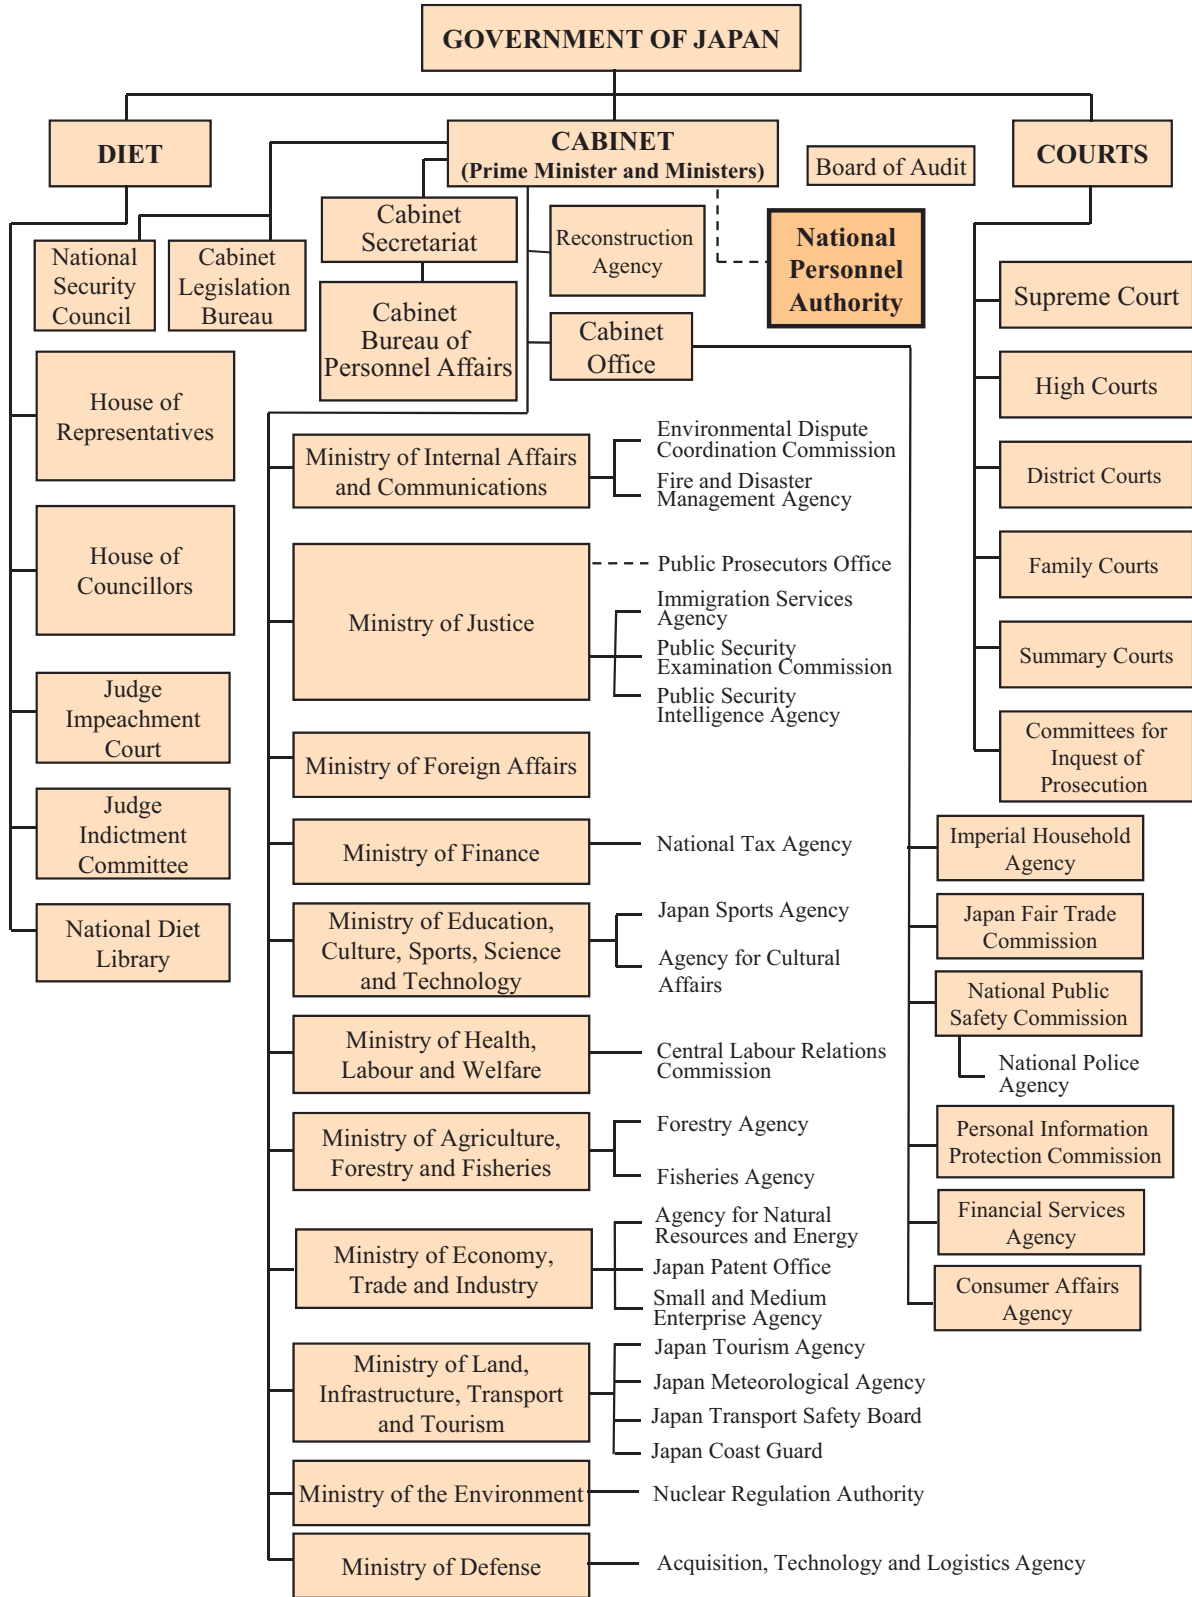 GOVERNMENT OF JAPAN
DIET
CABINET
(Prime Minister and Ministers)
Board of Audit
COURTS
National
Security
Council
Cabinet
Legislation
Bureau
Cabinet
Secretariat
Cabinet
Bureau of
Personnel Affairs
Reconstruction
Agency
Cabinet
Office
National
Personnel
Authority
House of
Representatives
House of
Councillors
Judge
Impeachment
Court
Judge
Indictment
Committee
National Diet
Library
Ministry of Internal Affairs
and Communications
Environmental Dispute
Coordination Commission
Fire and Disaster
Management Agency
Ministry of Justice
Public Prosecutors Office
Immigration Services
Agency
Public Security
Examination Commission
Public Security
Intelligence Agency
Ministry of Foreign Affairs
Ministry of Finance
National Tax Agency
Ministry of Education,
Culture, Sports, Science
and Technology
Japan Sports Agency
Agency for Cultural
Affairs
Ministry of Health,
Labour and Welfare
Central Labour Relations
Commission
Ministry of Agriculture,
Forestry and Fisheries
Forestry Agency
Fisheries Agency
Ministry of Economy,
Trade and Industry
Agency for Natural
Resources and Energy
Japan Patent Office
Small and Medium
Enterprise Agency
Ministry of Land,
Infrastructure, Transport
and Tourism
Japan Tourism Agency
Japan Meteorological Agency
Japan Transport Safety Board
Japan Coast Guard
Ministry of the Environment
Nuclear Regulation Authority
Ministry of Defense
Acquisition, Technology and Logistics Agency
Supreme Court
High Courts
District Courts
Family Courts
Summary Courts
Committees for
Inquest of
Prosecution
Imperial Household
Agency
Japan Fair Trade
Commission
National Public
Safety Commission
National Police
Agency
Personal Information
Protection Commission
Financial Services
Agency
Consumer Affairs
Agency